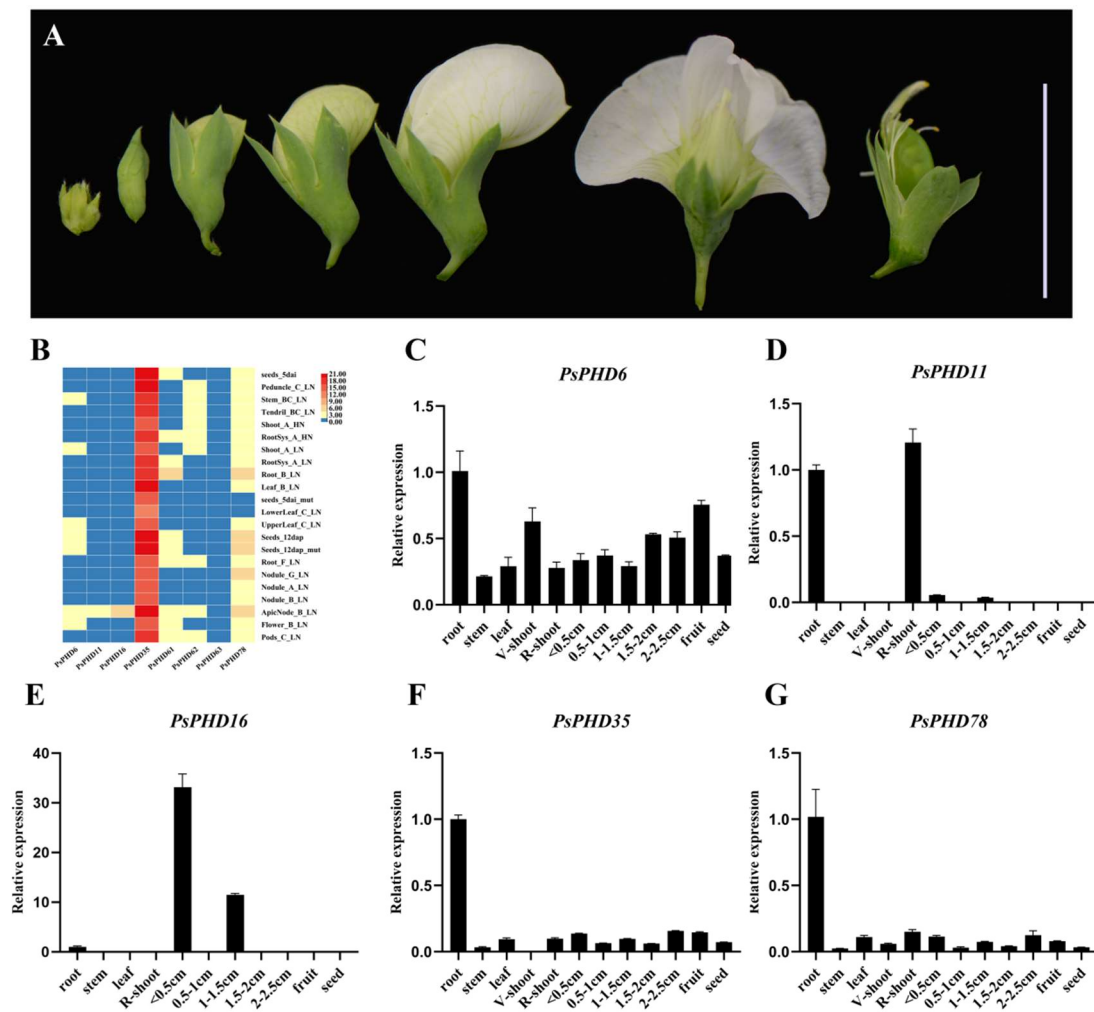 A
B
seeds_5dai
Peduncle_C_LN
Stem_BC_LN
Tendril_BC_LN
Shoot_A_HN
RootSys_A_HN
Shoot_A_LN
RootSys_A_LN
Root_B_LN
Leaf_B_LN
seeds_5dai_mut
LowerLeaf_C_LN
UpperLeaf_C_LN
Seeds_12dap
Seeds_12dap_mut
Root_F_LN
Nodule_G_LN
Nodule_A_LN
Nodule_B_LN
ApicNode_B_LN
Flower_B_LN
Pods_C_LN
21.00
18.00
15.00
12.00
9.00
6.00
3.00
0.00
PsPHD6 PsPHD11 PsPHD16 PsPHD35 PsPHD61 PsPHD62 PsPHD63 PsPHD78
C
PsPHD6
Relative expression
1.5
1.0
0.5
0.0
root stem leaf V-shoot R-shoot <0.5cm 0.5-1cm 1-1.5cm 1.5-2cm 2-2.5cm fruit seed
D
PsPHD11
Relative expression
1.5
1.0
0.5
0.0
root stem leaf V-shoot R-shoot <0.5cm 0.5-1cm 1-1.5cm 1.5-2cm 2-2.5cm fruit seed
E
PsPHD16
Relative expression
40
30
20
10
0
root stem leaf R-shoot <0.5cm 0.5-1cm 1-1.5cm 1.5-2cm 2-2.5cm fruit seed
F
PsPHD35
Relative expression
1.5
1.0
0.5
0.0
root stem leaf V-shoot R-shoot <0.5cm 0.5-1cm 1-1.5cm 1.5-2cm 2-2.5cm fruit seed
G
PsPHD78
Relative expression
1.5
1.0
0.5
0.0
root stem leaf V-shoot R-shoot <0.5cm 0.5-1cm 1-1.5cm 1.5-2cm 2-2.5cm fruit seed